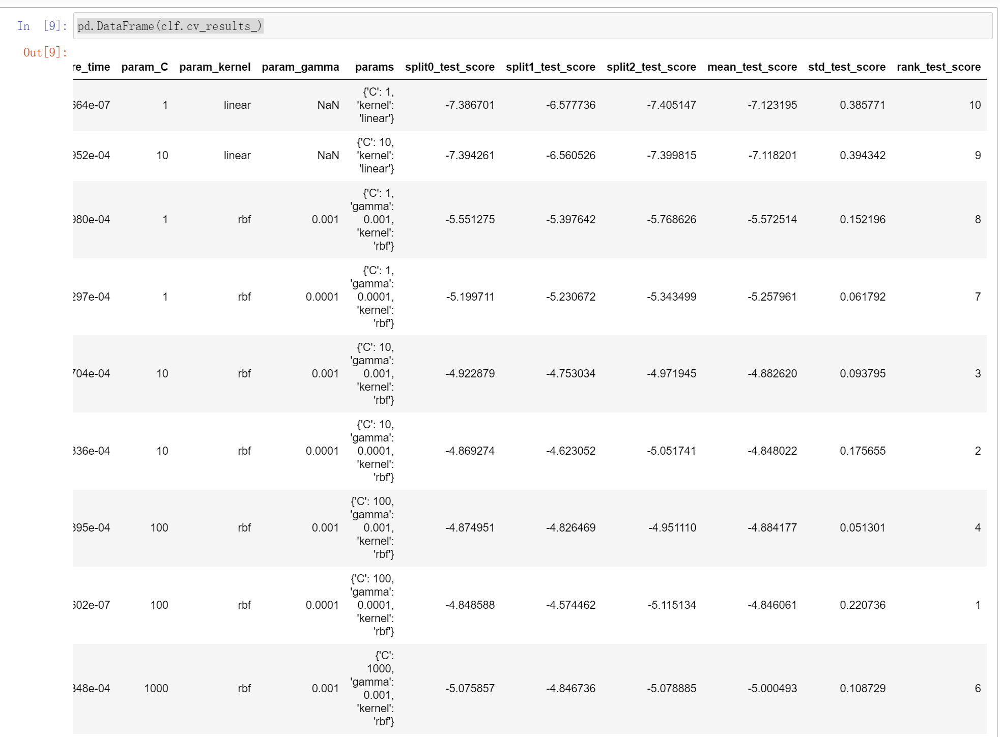 In [9]: pd.DataFrame(clf.cv_results_)
Out[9]:
re_time param_C param_kernel param_gamma params split0_test_score split1_test_score split2_test_score mean_test_score std_test_score rank_test_score
{'C': 1,
664e-07 1 linear NaN 'kernel': -7.386701 -6.577736 -7.405147 -7.123195 0.385771 10
'linear'}
{'C': 10,
952e-04 10 linear NaN 'kernel': -7.394261 -6.560526 -7.399815 -7.118201 0.394342 9
'linear'}
{'C': 1,
'gamma':
980e-04 1 rbf 0.001 0.001, -5.551275 -5.397642 -5.768626 -5.572514 0.152196 8
'kernel':
'rbf'}
{'C': 1,
'gamma':
297e-04 1 rbf 0.0001 0.0001, -5.199711 -5.230672 -5.343499 -5.257961 0.061792 7
'kernel':
'rbf'}
{'C': 10,
'gamma':
704e-04 10 rbf 0.001 0.001, -4.922879 -4.753034 -4.971945 -4.882620 0.093795 3
'kernel':
'rbf'}
{'C': 10,
'gamma':
336e-04 10 rbf 0.0001 0.0001, -4.869274 -4.623052 -5.051741 -4.848022 0.175655 2
'kernel':
'rbf'}
{'C': 100,
'gamma':
395e-04 100 rbf 0.001 0.001, -4.874951 -4.826469 -4.951110 -4.884177 0.051301 4
'kernel':
'rbf'}
{'C': 100,
'gamma':
602e-07 100 rbf 0.0001 0.0001, -4.848588 -4.574462 -5.115134 -4.846061 0.220736 1
'kernel':
'rbf'}
{'C':
1000,
'gamma':
348e-04 1000 rbf 0.001 0.001, -5.075857 -4.846736 -5.078885 -5.000493 0.108729 6
'kernel':
'rbf'}